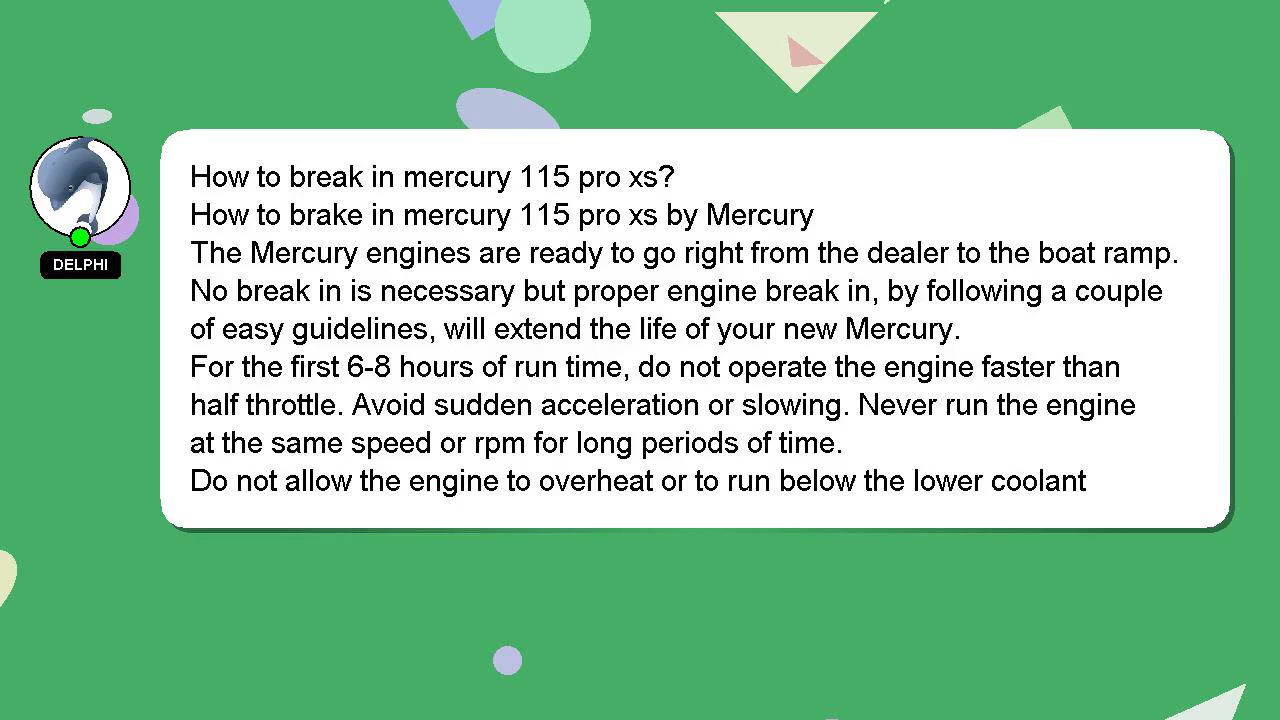 How to break in mercury 115 pro xs?
How to brake in mercury 115 pro xs by Mercury
The Mercury engines are ready to go right from the dealer to the boat ramp.
No break in is necessary but proper engine break in, by following a couple
of easy guidelines, will extend the life of your new Mercury.
For the first 6-8 hours of run time, do not operate the engine faster than
half throttle. Avoid sudden acceleration or slowing. Never run the engine
at the same speed or rpm for long periods of time.
Do not allow the engine to overheat or to run below the lower coolant
DELPHI